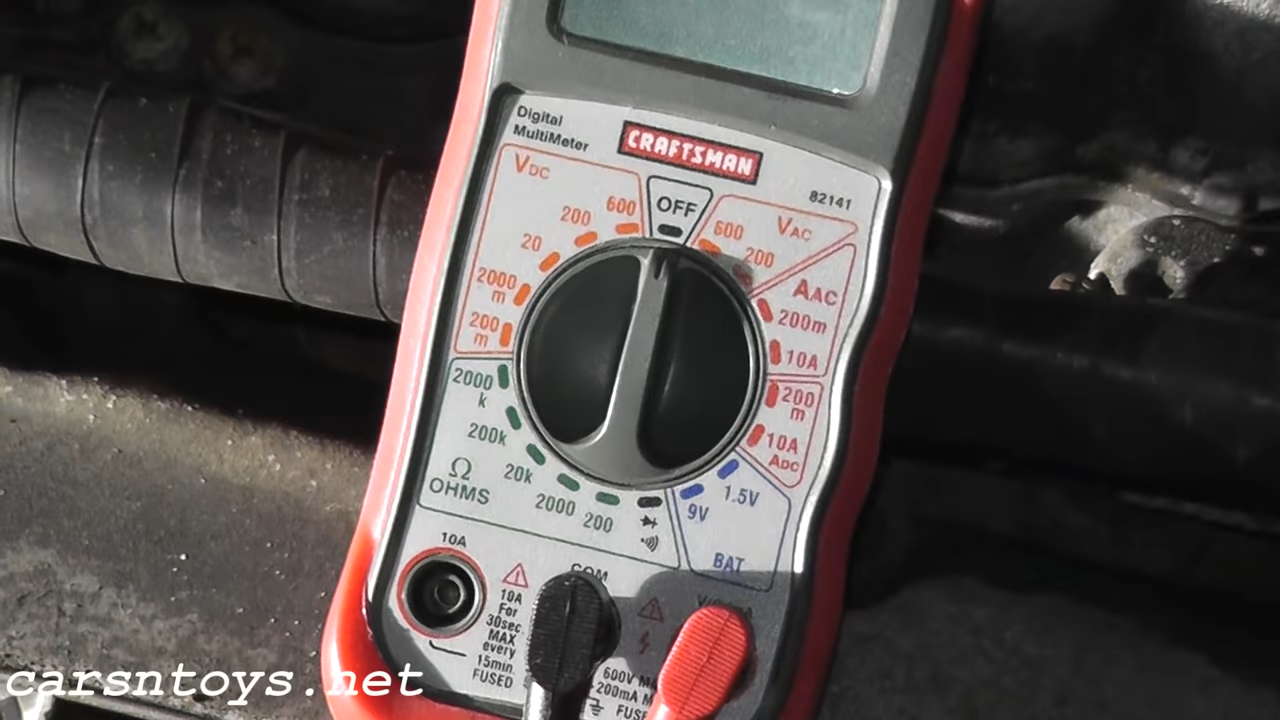 Digital
MultiMeter
CRAFTSMAN
82141
VDC
OFF
VAC
600
200
20
2000
m
200
m
600
200
AAC
200m
10A
200
m
10A
ADC
2000
k
200k
20k
2000
200
Ω
OHMS
1.5V
9V
BAT
10A
COM
10A
For
30sec
MAX
every
15min.
FUSED
600V
200mA
carsntoys.net